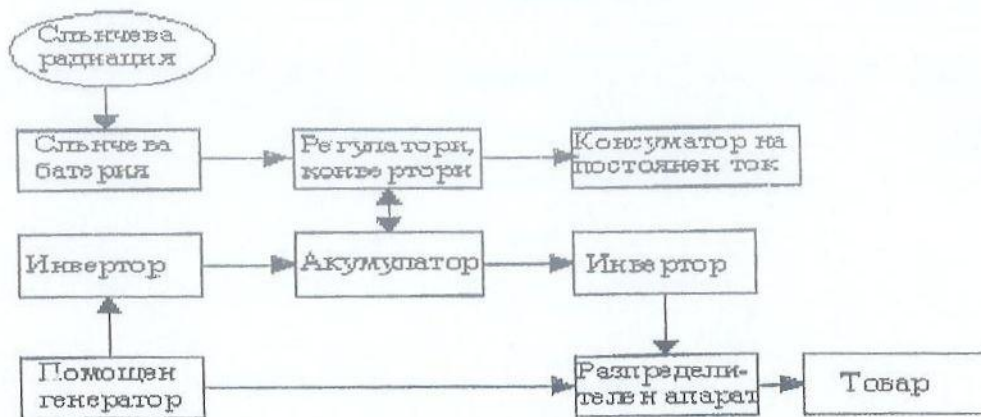 Слънчева
радиация
Слънчева
батерия
Регулатори,
конвертори
Консуматор на
постоянен ток
Инвертор
Акумулатор
Инвертор
Помощен
генератор
Разпредели-
телен апарат
Товар